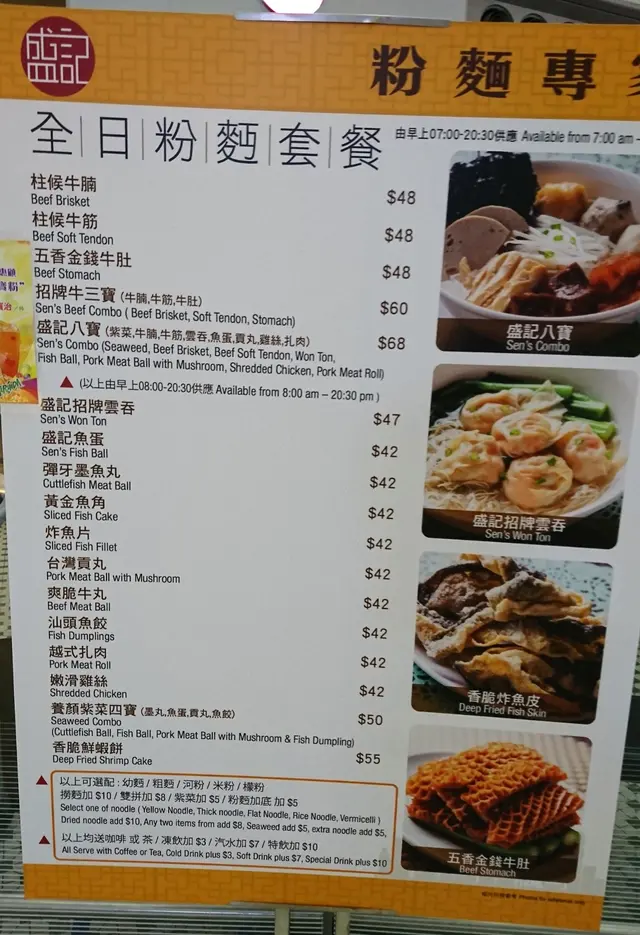 盛記
粉麵專
全日粉麪套餐
由早上07:00-20:30供應 Available from 7:00 am -
柱候牛腩
Beef Brisket
$48
柱候牛筋
Beef Soft Tendon
$48
五香金錢牛肚
Beef Stomach
$48
招牌牛三寶 (牛腩,牛筋,牛肚)
Sen's Beef Combo ( Beef Brisket, Soft Tendon, Stomach)
$60
盛記八寶 (紫菜,牛腩,牛筋,雲吞,魚蛋,貢丸,雞絲,扎肉)
Sen's Combo (Seaweed, Beef Brisket, Beef Soft Tendon, Won Ton,
Fish Ball, Pork Meat Ball with Mushroom, Shredded Chicken, Pork Meat Roll)
$68
(以上由早上08:00-20:30供應 Available from 8:00 am – 20:30 pm )
盛記招牌雲吞
Sen's Won Ton
$47
盛記魚蛋
Sen's Fish Ball
$42
彈牙墨魚丸
Cuttlefish Meat Ball
$42
黃金魚角
Sliced Fish Cake
$42
炸魚片
Sliced Fish Fillet
$42
台灣貢丸
Pork Meat Ball with Mushroom
$42
爽脆牛丸
Beef Meat Ball
$42
汕頭魚餃
Fish Dumplings
$42
越式扎肉
Pork Meat Roll
$42
嫩滑雞絲
Shredded Chicken
$42
養顏紫菜四寶 (墨丸,魚蛋,貢丸,魚餃)
Seaweed Combo
(Cuttlefish Ball, Fish Ball, Pork Meat Ball with Mushroom & Fish Dumpling)
$50
香脆鮮蝦餅
Deep Fried Shrimp Cake
$55
以上可選配 : 幼麵 / 粗麵 / 河粉 / 米粉 / 檬粉
撈麵加 $10 / 雙拼加 $8 / 紫菜加 $5 / 粉麵加底 加 $5
Select one of noodle ( Yellow Noodle, Thick noodle, Flat Noodle, Rice Noodle, Vermicelli )
Dried noodle add $10, Any two items from add $8, Seaweed add $5, extra noodle add $5,
以上均送咖啡 或 茶 / 凍飲加 $3 / 汽水加 $7 / 特飲加 $10
All Serve with Coffee or Tea, Cold Drink plus $3, Soft Drink plus $7, Special Drink plus $10
盛記八寶
Sen's Combo
盛記招牌雲吞
Sen's Won Ton
香脆炸魚皮
Deep Fried Fish Skin
五香金錢牛肚
Beef Stomach